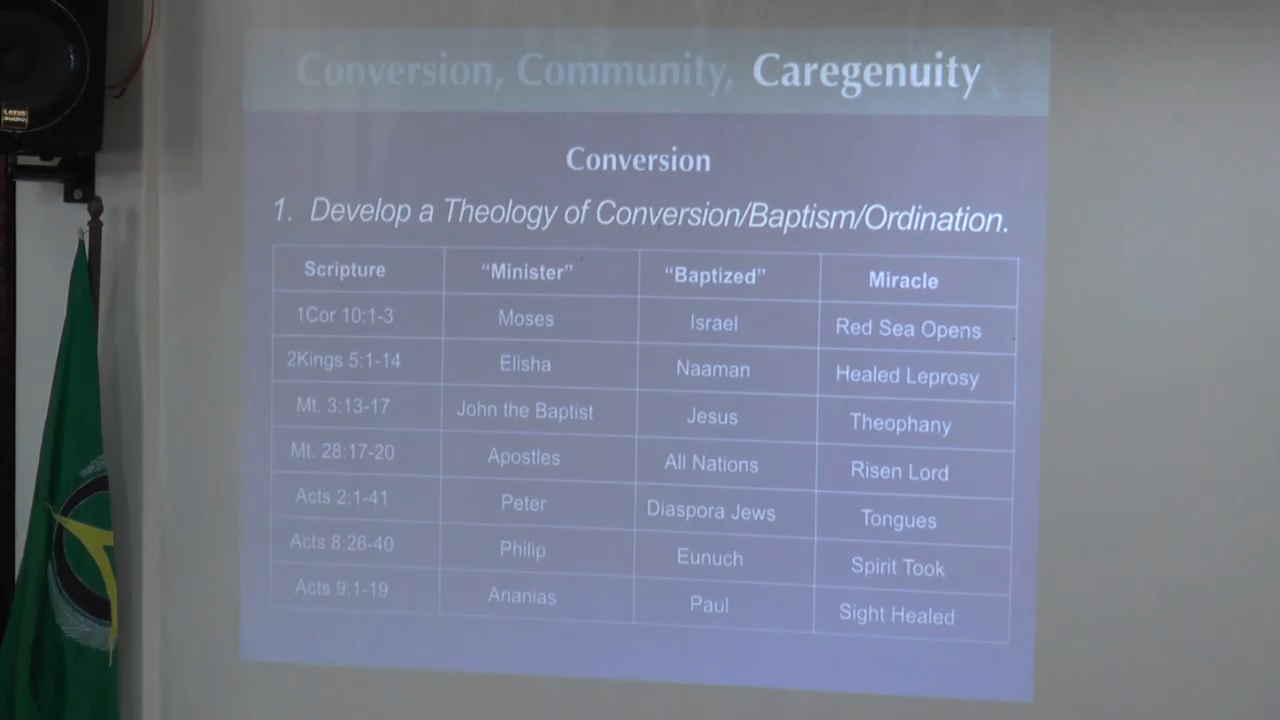 Lexus
audio
Conversion, Community, Caregenuity
Conversion
1. Develop a Theology of Conversion/Baptism/Ordination.
Scripture “Minister” “Baptized” Miracle
1Cor 10:1-3 Moses Israel Red Sea Opens
2Kings 5:1-14 Elisha Naaman Healed Leprosy
Mt. 3:13-17 John the Baptist Jesus Theophany
Mt. 28:17-20 Apostles All Nations Risen Lord
Acts 2:1-41 Peter Diaspora Jews Tongues
Acts 8:26-40 Philip Eunuch Spirit Took
Acts 9:1-19 Ananias Paul Sight Healed